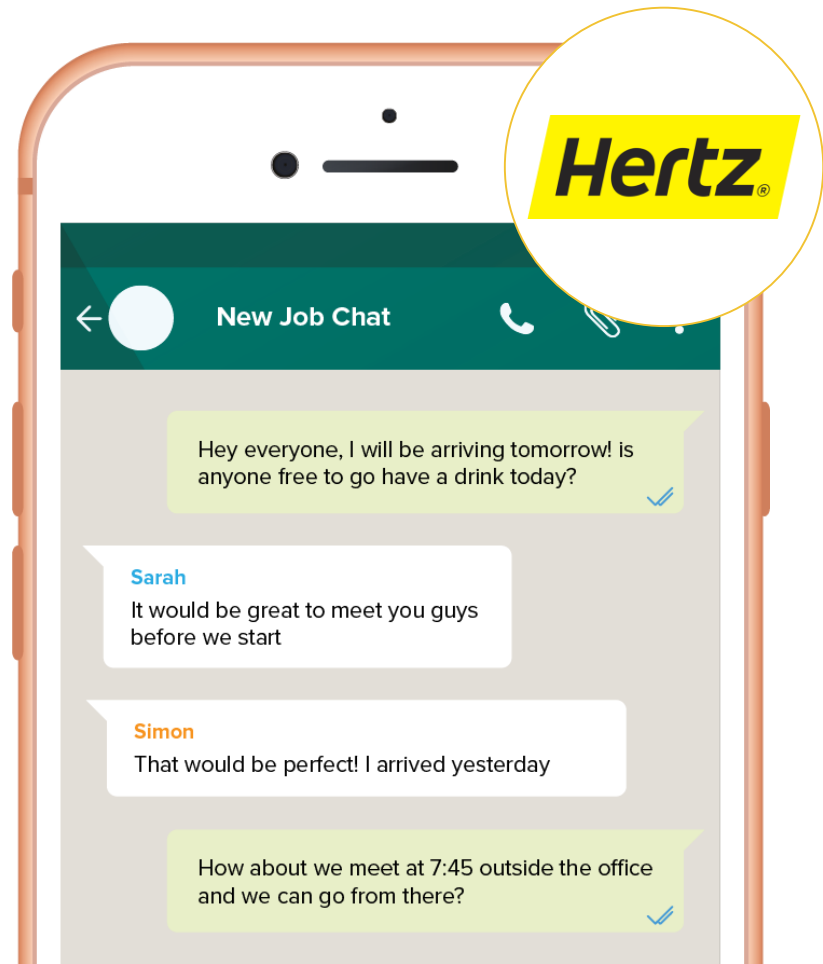 Hertz®
New Job Chat
Hey everyone, I will be arriving tomorrow! is
anyone free to go have a drink today?
Sarah
It would be great to meet you guys
before we start
Simon
That would be perfect! I arrived yesterday
How about we meet at 7:45 outside the office
and we can go from there?